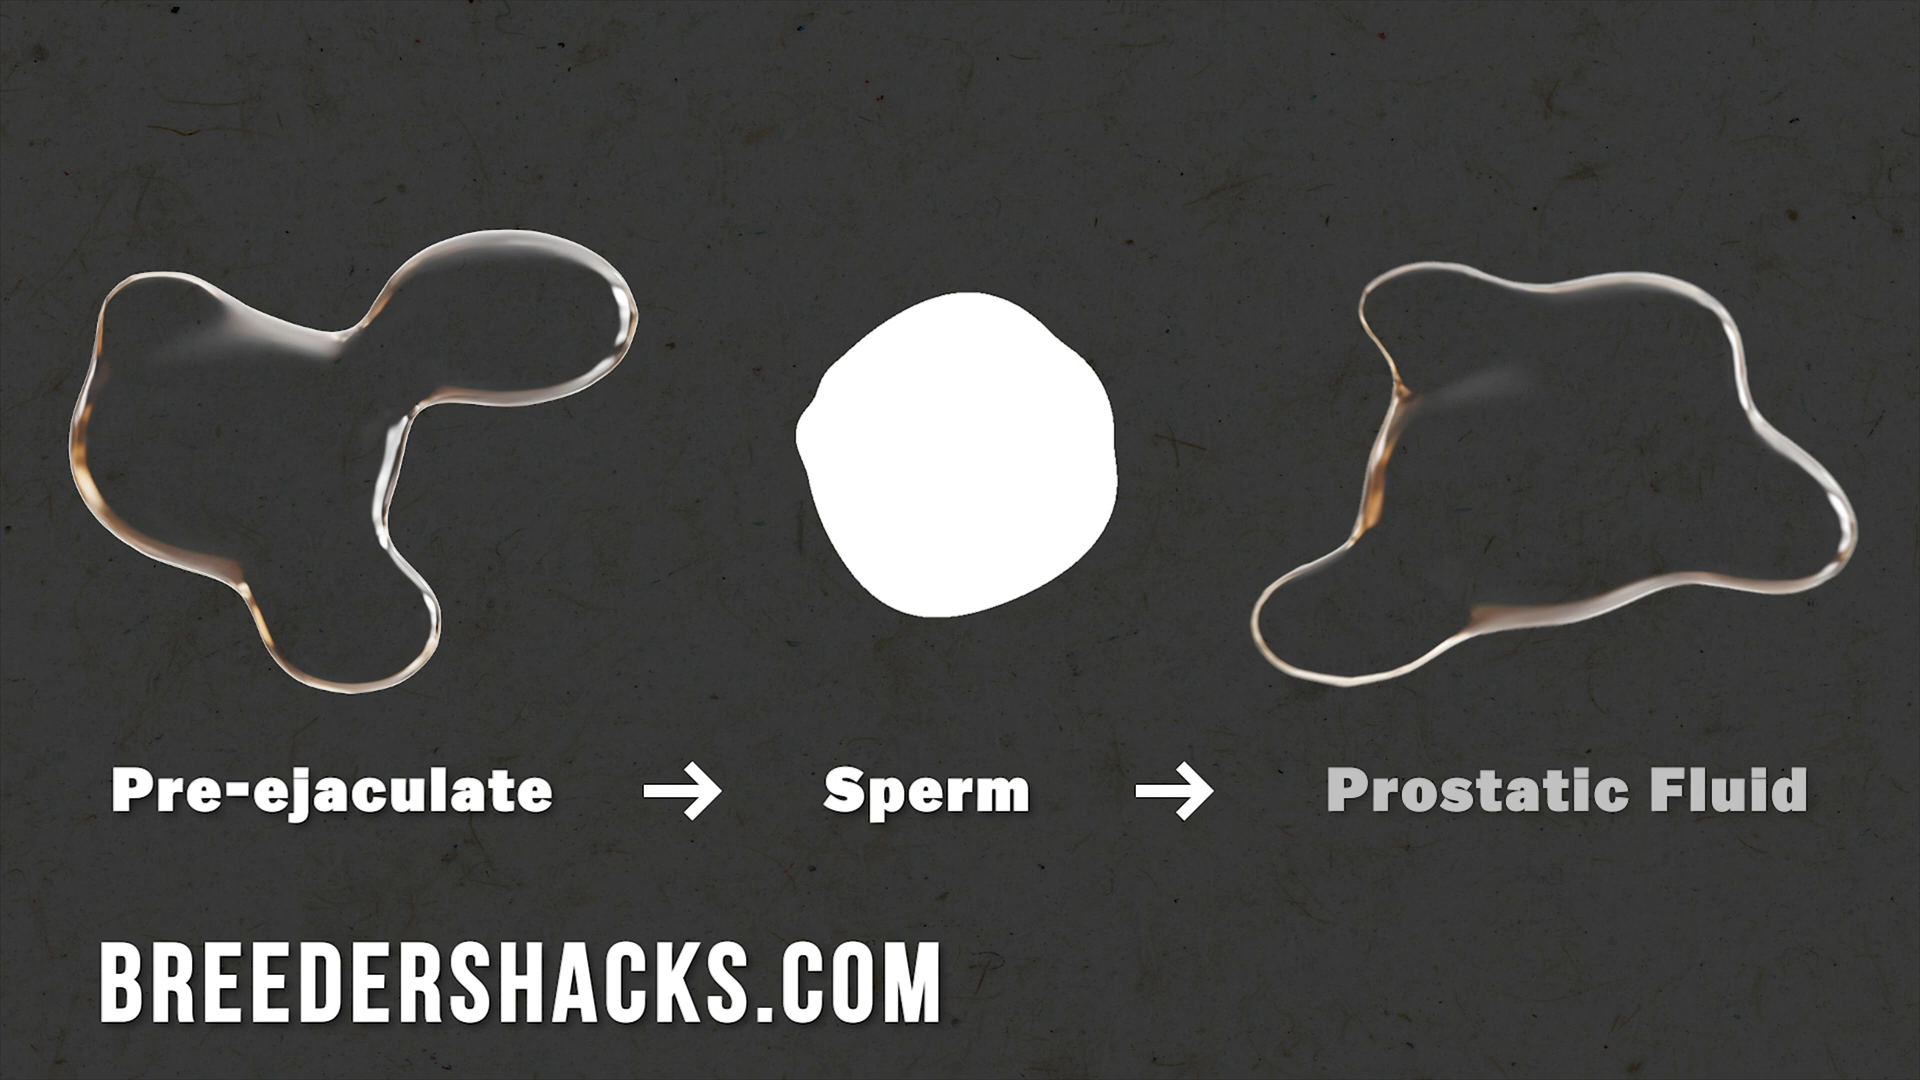 Pre-ejaculate → Sperm → Prostatic Fluid
BREEDERSHACKS.COM